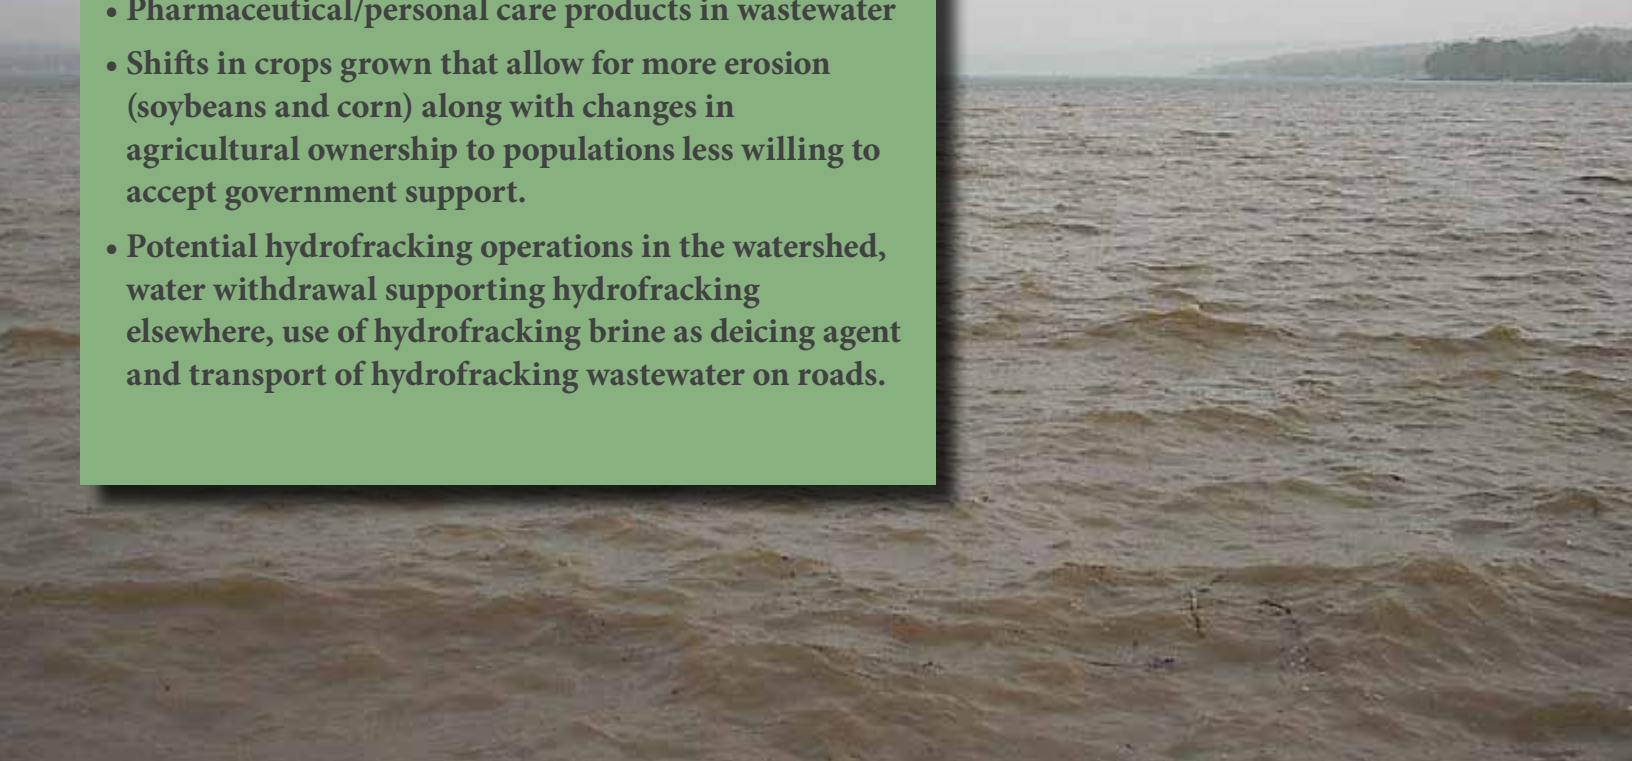 • Pharmaceutical/personal care products in wastewater
• Shifts in crops grown that allow for more erosion
(soybeans and corn) along with changes in
agricultural ownership to populations less willing to
accept government support.
• Potential hydrofracking operations in the watershed,
water withdrawal supporting hydrofracking
elsewhere, use of hydrofracking brine as deicing agent
and transport of hydrofracking wastewater on roads.